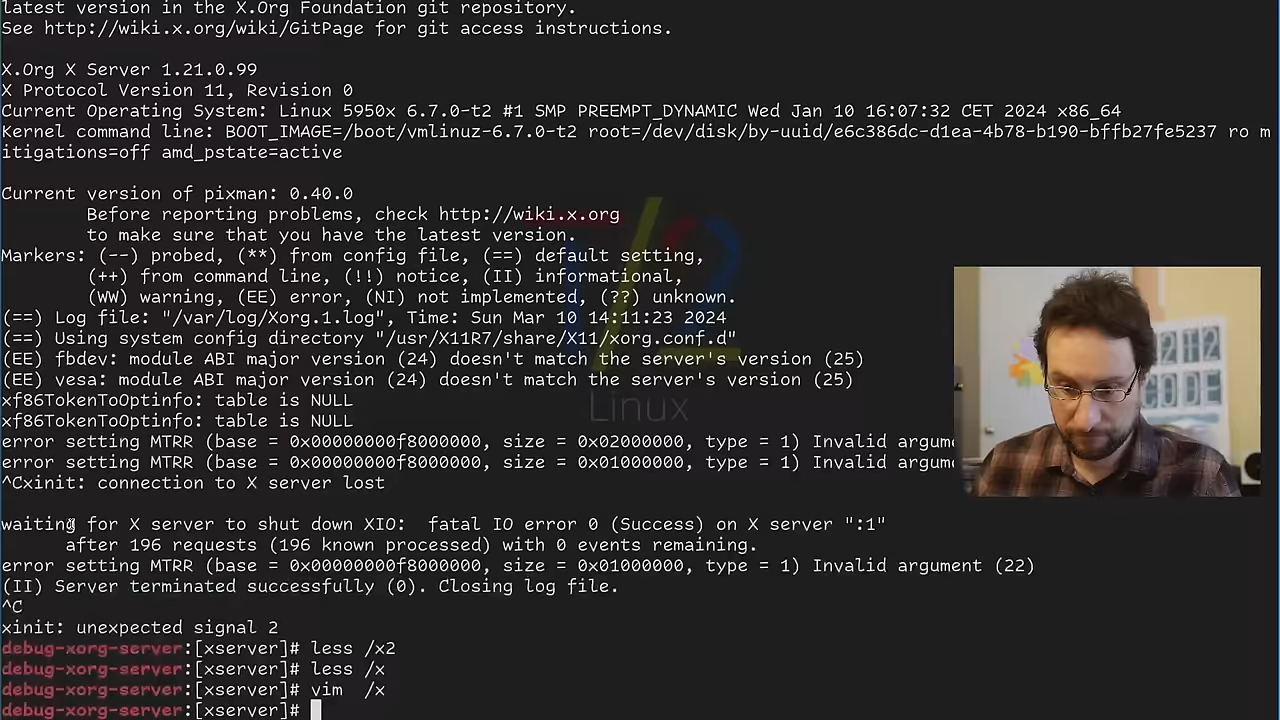 latest version in the X.Org Foundation git repository.
See http://wiki.x.org/wiki/GitPage for git access instructions.
X.Org X Server 1.21.0.99
X Protocol Version 11, Revision 0
Current Operating System: Linux 5950x 6.7.0-t2 #1 SMP PREEMPT_DYNAMIC Wed Jan 10 16:07:32 CET 2024 x86_64
Kernel command line: BOOT_IMAGE=/boot/vmlinuz-6.7.0-t2 root=/dev/disk/by-uuid/e6c386dc-d1ea-4b78-b190-bffb27fe5237 ro m
itigations=off amd_pstate=active
Current version of pixman: 0.40.0
Before reporting problems, check http://wiki.x.org
to make sure that you have the latest version.
Markers: (--) probed, (**) from config file, (==) default setting,
(++) from command line, (!!) notice, (II) informational,
(WW) warning, (EE) error, (NI) not implemented, (??) unknown.
(==) Log file: "/var/log/Xorg.1.log", Time: Sun Mar 10 14:11:23 2024
(==) Using system config directory "/usr/X11R7/share/X11/xorg.conf.d"
(EE) fbdev: module ABI major version (24) doesn't match the server's version (25)
(EE) vesa: module ABI major version (24) doesn't match the server's version (25)
xf86TokenToOptinfo: table is NULL
xf86TokenToOptinfo: table is NULL
Linux
error setting MTRR (base = 0x00000000f8000000, size = 0x02000000, type = 1) Invalid argume
error setting MTRR (base = 0x00000000f8000000, size = 0x01000000, type = 1) Invalid argume
^Cxinit: connection to X server lost
waiting for X server to shut down XIO:  fatal IO error 0 (Success) on X server ":1"
after 196 requests (196 known processed) with 0 events remaining.
error setting MTRR (base = 0x00000000f8000000, size = 0x01000000, type = 1) Invalid argument (22)
(II) Server terminated successfully (0). Closing log file.
^C
xinit: unexpected signal 2
debug-xorg-server:[xserver]# less /x2
debug-xorg-server:[xserver]# less /x
debug-xorg-server:[xserver]# vim  /x
debug-xorg-server:[xserver]#